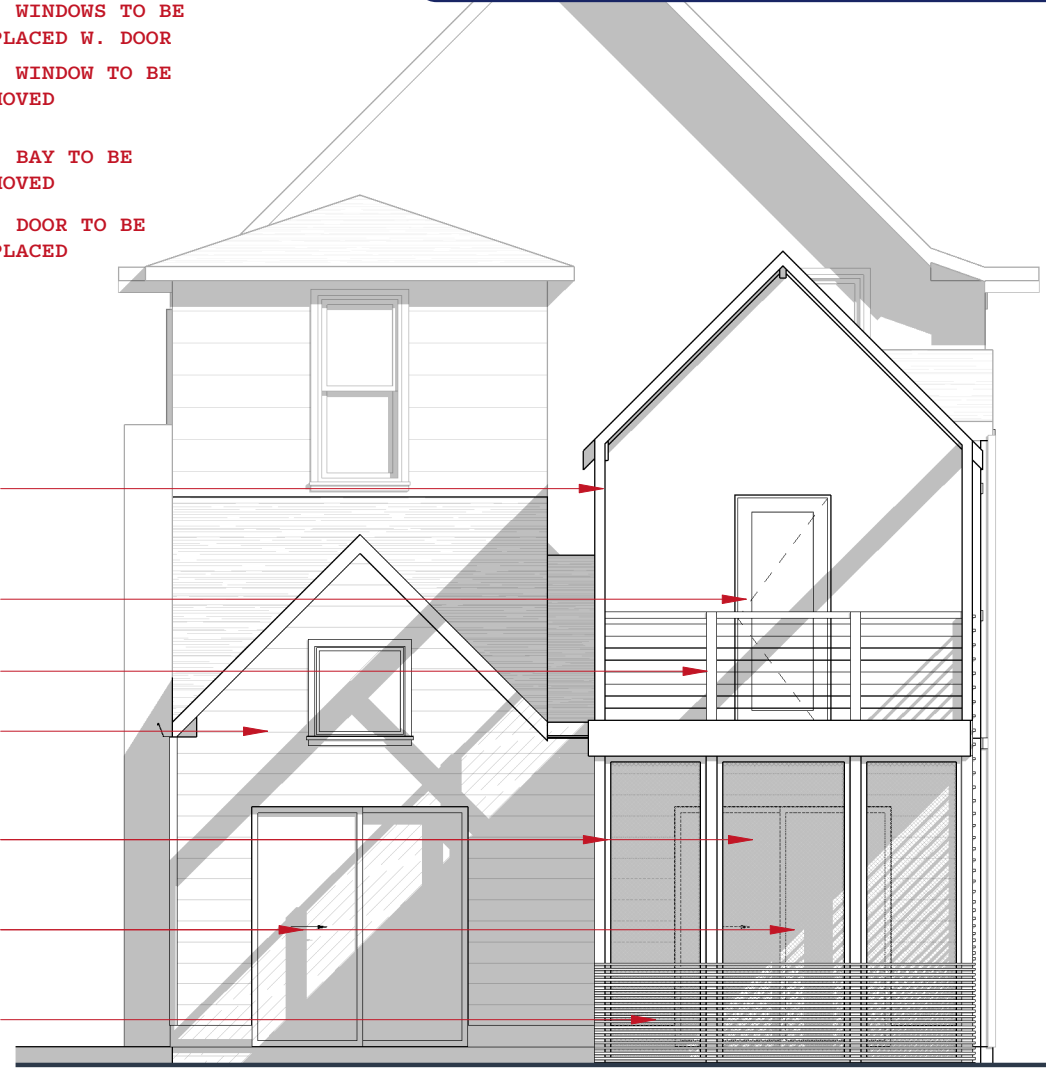 WINDOWS TO BE
PLACED W. DOOR
WINDOW TO BE
MOVED
BAY TO BE
MOVED
DOOR TO BE
PLACED